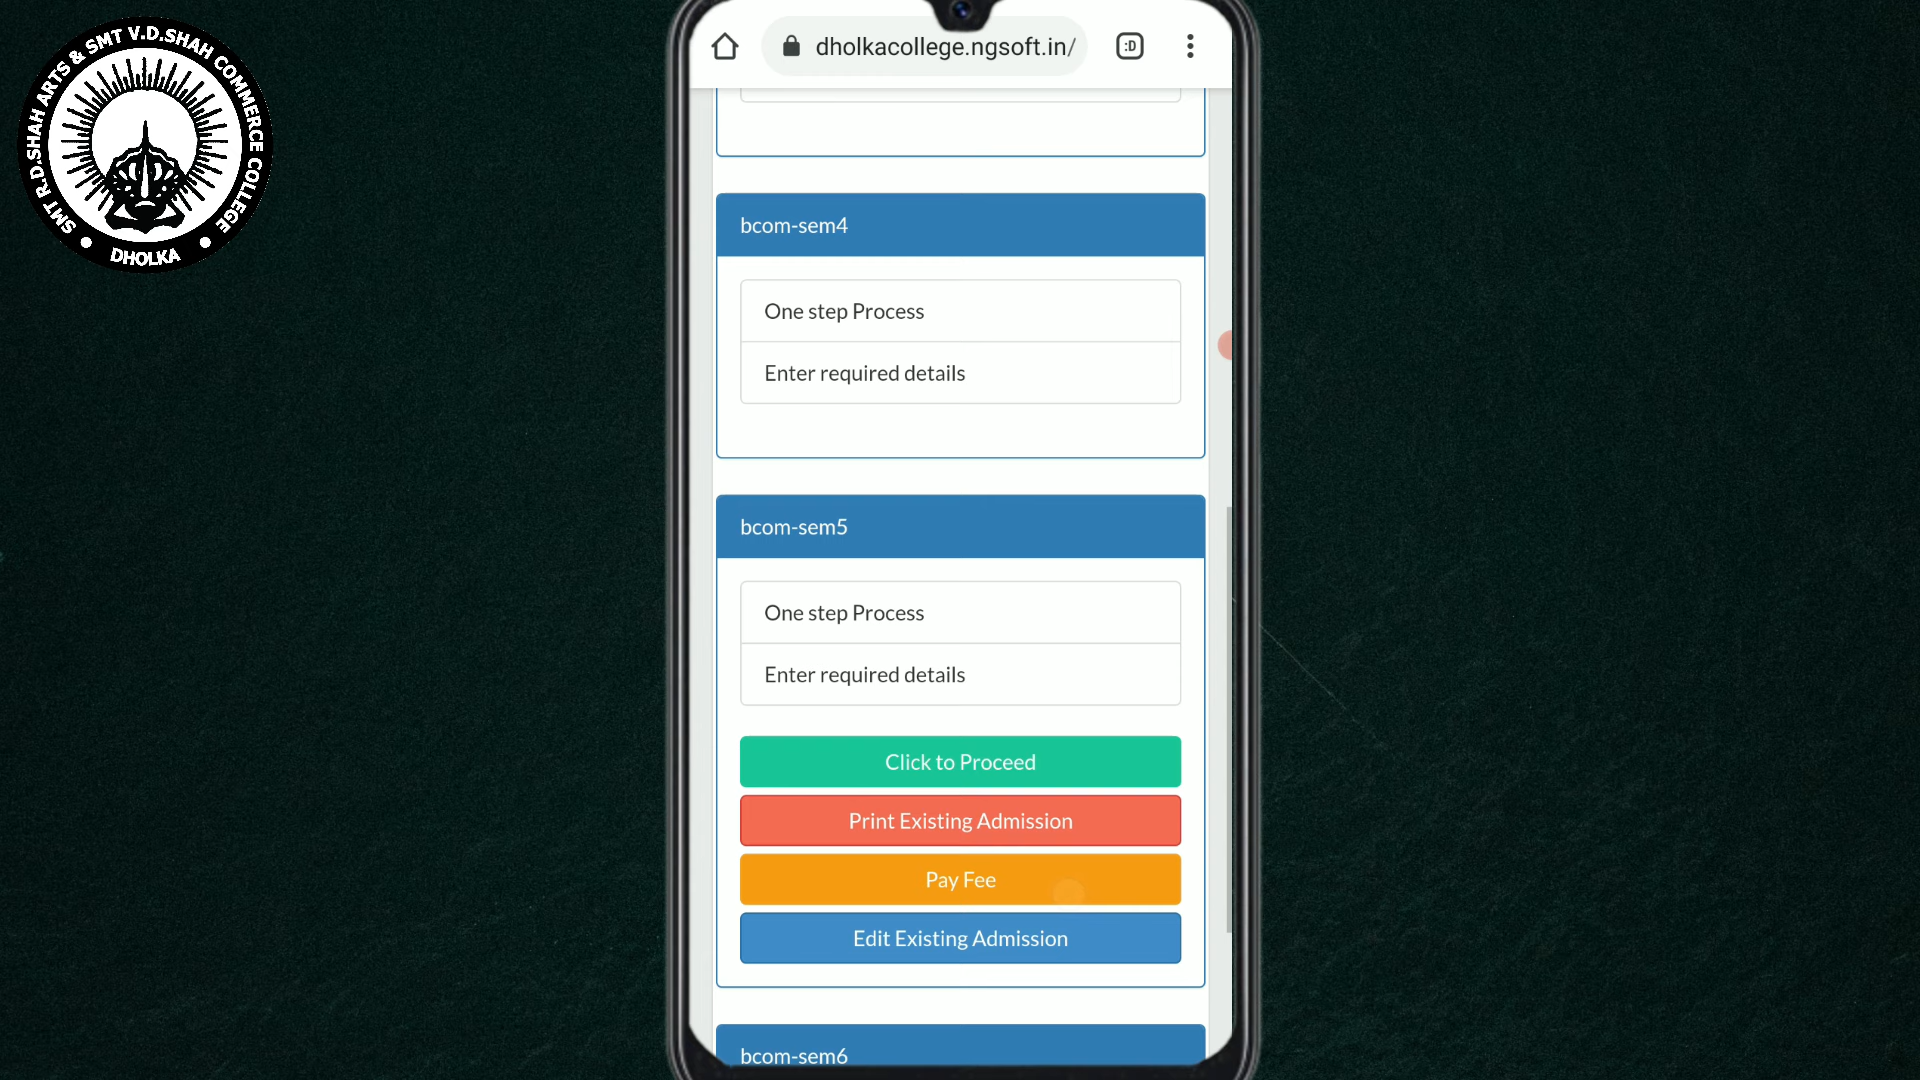 SMT R.D.SHAH ARTS & SMT V.D.SHAH COMMERCE COLLEGE
DHOLKA
dholkacollege.ngsoft.in/
:D
bcom-sem4
One step Process
Enter required details
bcom-sem5
One step Process
Enter required details
Click to Proceed
Print Existing Admission
Pay Fee
Edit Existing Admission
bcom-sem6